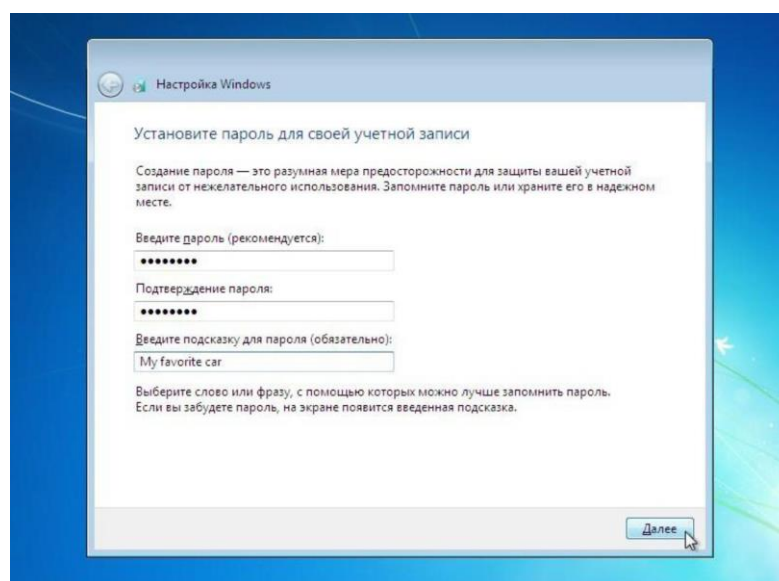 Настройка Windows
Установите пароль для своей учетной записи
Создание пароля — это разумная мера предосторожности для защиты вашей учетной
записи от нежелательного использования. Запомните пароль или храните его в надежном
месте.
Введите пароль (рекомендуется):
••••••••
Подтверждение пароля:
••••••••
Введите подсказку для пароля (обязательно):
My favorite car
Выберите слово или фразу, с помощью которых можно лучше запомнить пароль.
Если вы забудете пароль, на экране появится введенная подсказка.
Далее